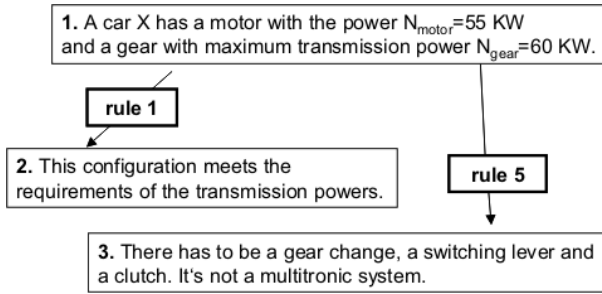 1. A car X has a motor with the power Nmotor=55 KW
and a gear with maximum transmission power Ngear=60 KW.
rule 1
2. This configuration meets the
requirements of the transmission powers.
rule 5
3. There has to be a gear change, a switching lever and
a clutch. It's not a multitronic system.